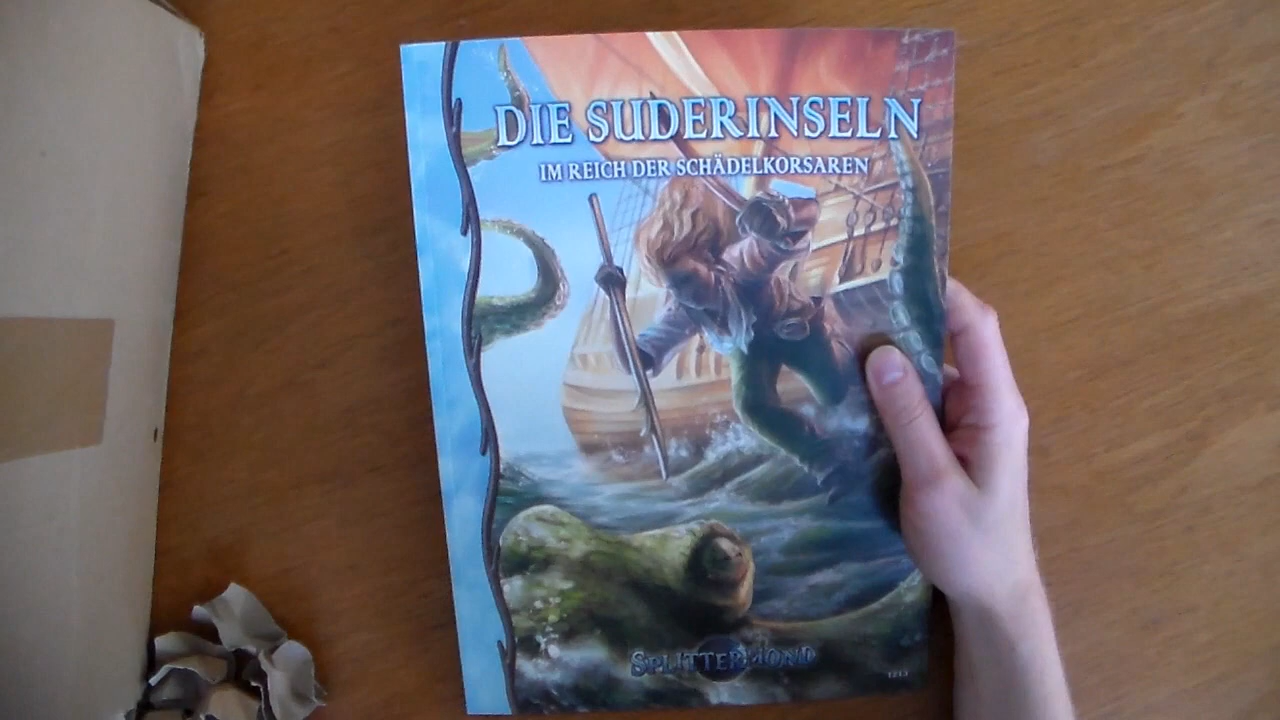 DIE SUDERINSELN
IM REICH DER SCHÄDELKORSAREN
SPLITTERMOND